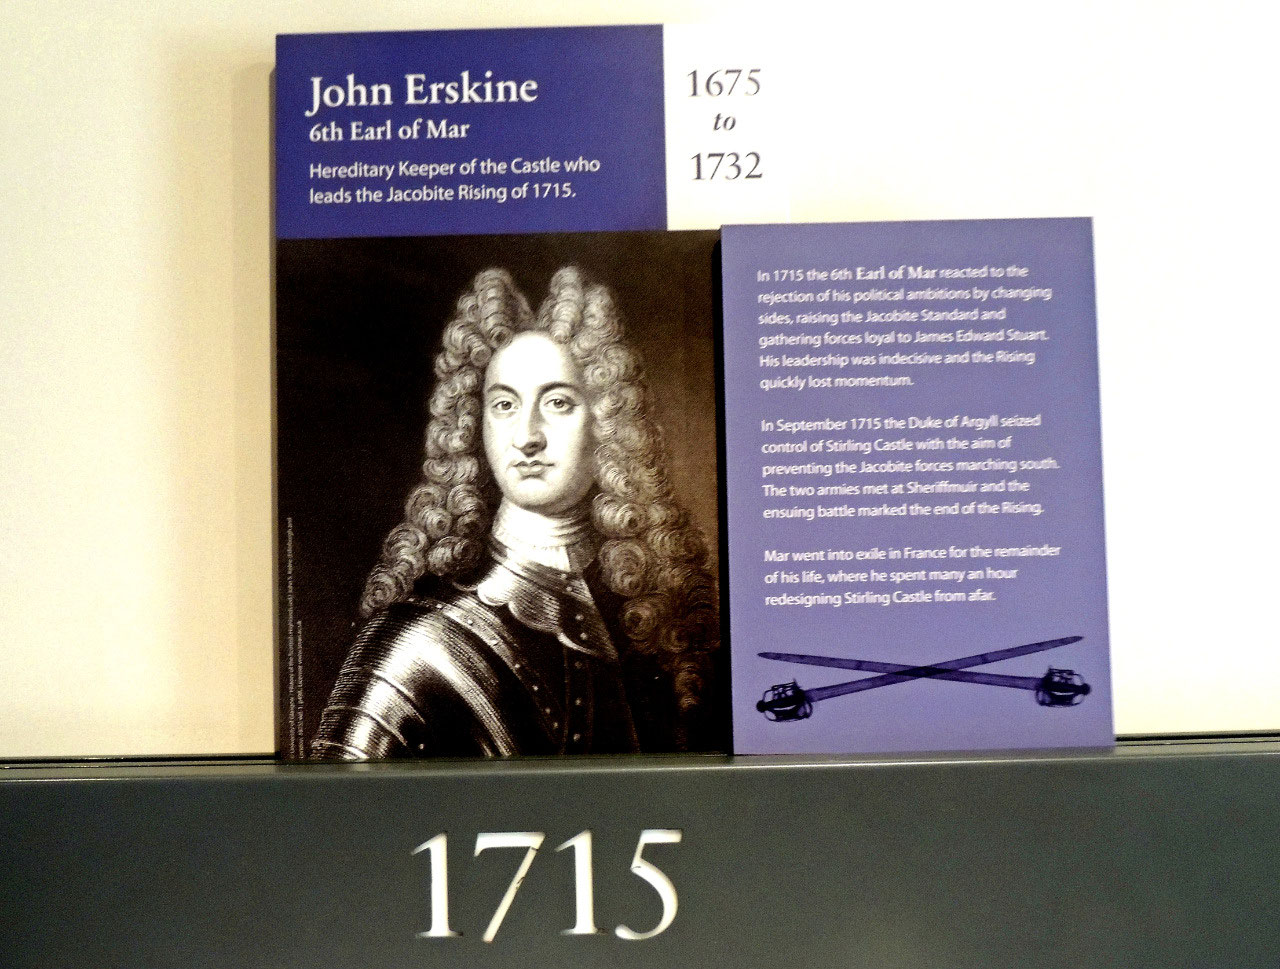 John Erskine
6th Earl of Mar
Hereditary Keeper of the Castle who
leads the Jacobite Rising of 1715.
1675
to
1732
In 1715 the 6th Earl of Mar reacted to the
rejection of his political ambitions by changing
sides, raising the Jacobite Standard and
gathering forces loyal to James Edward Stuart.
His leadership was indecisive and the Rising
quickly lost momentum.
In September 1715 the Duke of Argyll seized
control of Stirling Castle with the aim of
preventing the Jacobite forces marching south.
The two armies met at Sheriffmuir and the
ensuing battle marked the end of the Rising.
Mar went into exile in France for the remainder
of his life, where he spent many an hour
redesigning Stirling Castle from afar.
1715